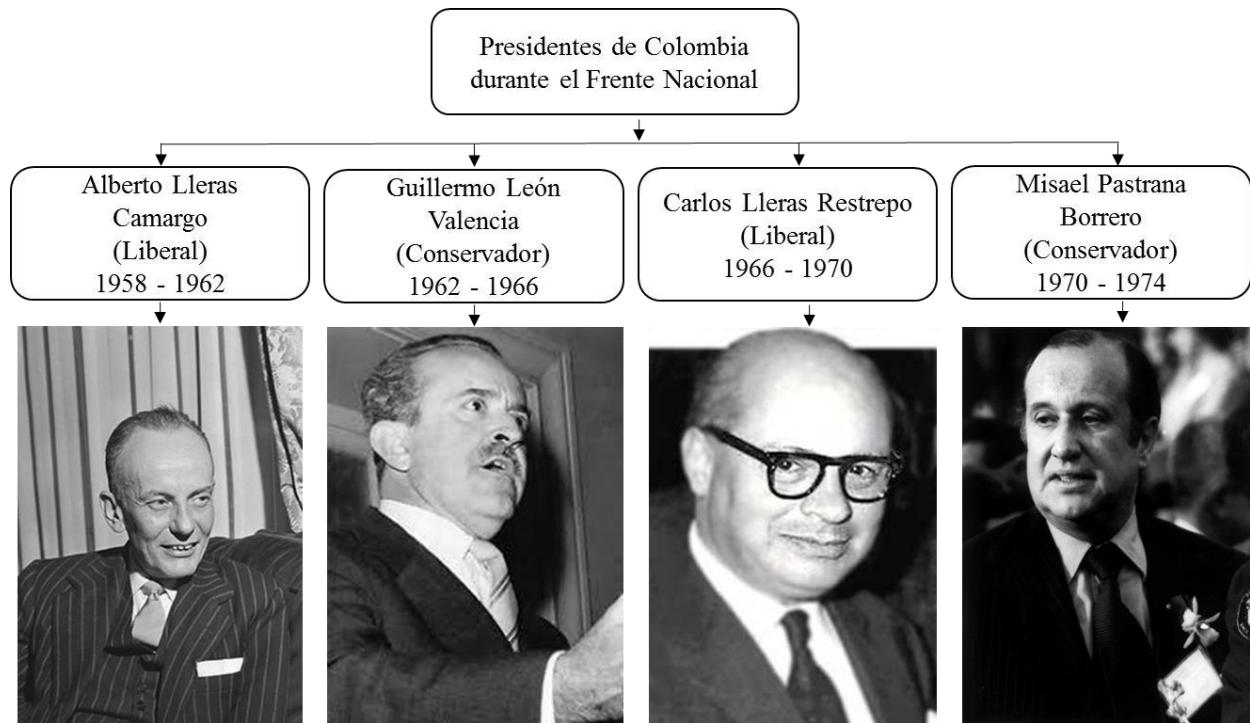 Presidentes de Colombia
durante el Frente Nacional
Alberto Lleras
Camargo
(Liberal)
1958 - 1962
Guillermo León
Valencia
(Conservador)
1962 - 1966
Carlos Lleras Restrepo
(Liberal)
1966 - 1970
Misael Pastrana
Borrero
(Conservador)
1970 - 1974